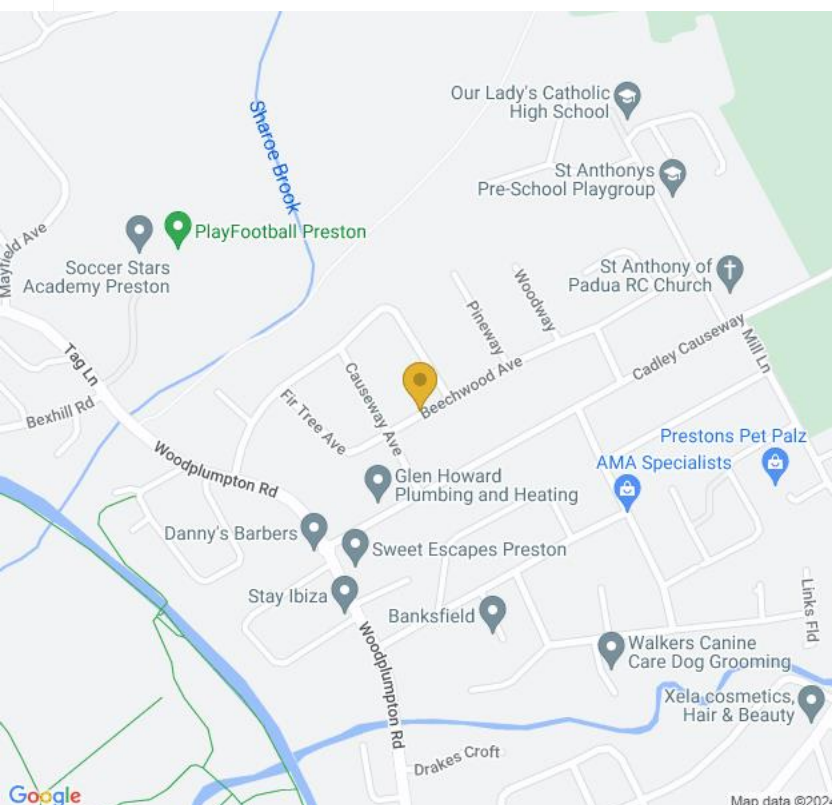 Our Lady's Catholic
High School
Sharoe Brook
St Anthonys
Pre-School Playgroup
Mayfield Ave
PlayFootball Preston
Soccer Stars
Academy Preston
St Anthony of
Padua RC Church
Woodway
Pineway
Cadley Causeway
Mill Ln
Tag Ln
Causeway Ave
Beechwood Ave
Fir Tree Ave
Bexhill Rd
Prestons Pet Palz
AMA Specialists
Woodplumpton Rd
Glen Howard
Plumbing and Heating
Danny's Barbers
Sweet Escapes Preston
Stay Ibiza
Banksfield
Links Fld
Woodplumpton Rd
Walkers Canine
Care Dog Grooming
Xela cosmetics,
Hair & Beauty
Drakes Croft
Google
Map data ©2024